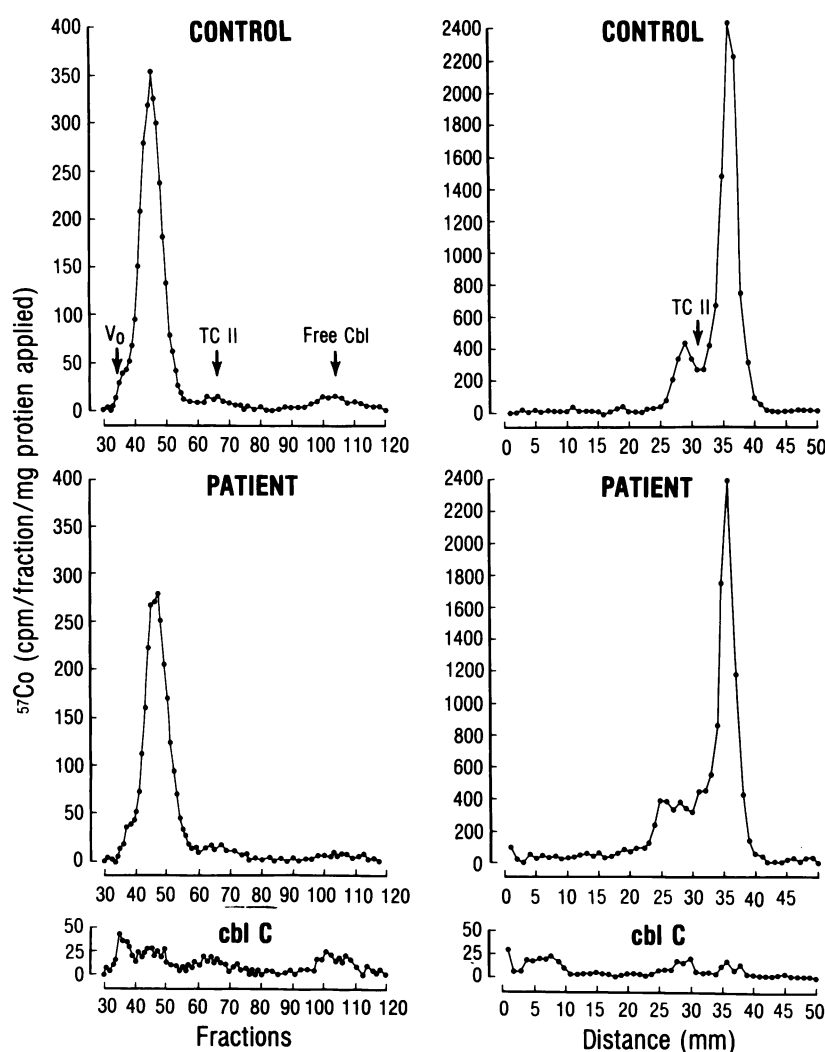 CONTROL
400
350
300
250
200
150
100
50
0
Vo
TC II
Free Cbl
30 40 50 60 70 80 90 100 110 120
CONTROL
2400
2200
2000
1800
1600
1400
1200
1000
800
600
400
200
0
TC II
0 5 10 15 20 25 30 35 40 45 50
57Co (cpm/fraction/mg protien applied)
PATIENT
400
350
300
250
200
150
100
50
0
30 40 50 60 70 80 90 100 110 120
PATIENT
2400
2200
2000
1800
1600
1400
1200
1000
800
600
400
200
0
0 5 10 15 20 25 30 35 40 45
cbl C
50
25
0
30 40 50 60 70 80 90 100 110 120
Fractions
cbl C
50
25
0
0 5 10 15 20 25 30 35 40 45 50
Distance (mm)